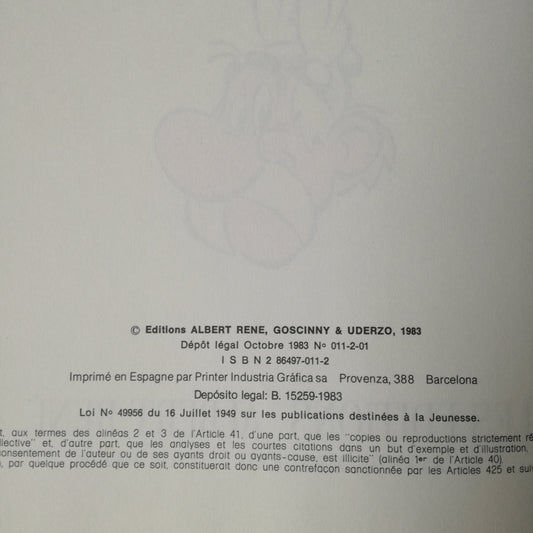 © Editions ALBERT RENE, GOSCINNY & UDERZO, 1983
Dépôt légal Octobre 1983 No 011-2-01
I S B N 2 86497-011-2
Imprimé en Espagne par Printer Industria Gráfica sa Provenza, 388 Barcelona
Depósito legal: B. 15259-1983
Loi No 49956 du 16 Juillet 1949 sur les publications destinées à la Jeunesse.
aux termes des alinéas 2 et 3 de l'Article 41, d'une part, que les "copies ou reproductions strictement
et, d'autre part, que les analyses et les courtes citations dans un but d'exemple et d'illustration,
consentement de l'auteur ou de ses ayants droit ou ayants-cause, est illicite" (alinéa 1er de l'Article 40).
par quelque procédé que ce soit, constituerait donc une contrefaçon sanctionnée par les Articles 425 et